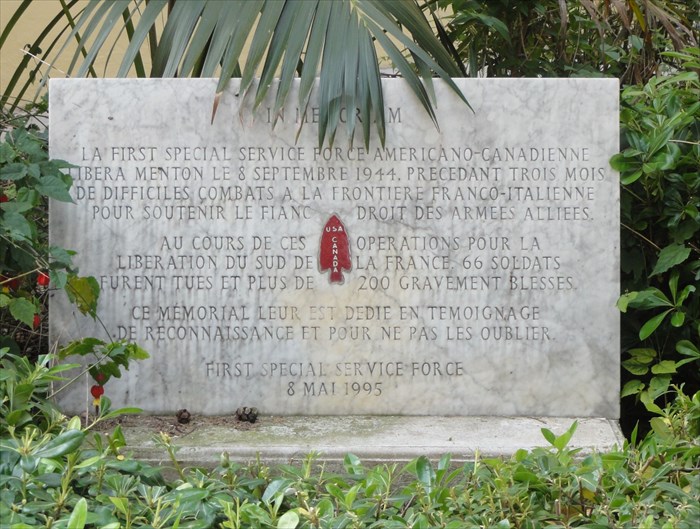 IN MEMORIAM
LA FIRST SPECIAL SERVICE FORCE AMERICANO-CANADIENNE
LIBERA MENTON LE 8 SEPTEMBRE 1944, PRECEDANT TROIS MOIS
DE DIFFICILES COMBATS A LA FRONTIERE FRANCO-ITALIENNE
POUR SOUTENIR LE FLANC DROIT DES ARMEES ALLIEES.
AU COURS DE CES OPERATIONS POUR LA
LIBERATION DU SUD DE LA FRANCE, 66 SOLDATS
FURENT TUES ET PLUS DE 200 GRAVEMENT BLESSES.
USA
CANADA
CE MEMORIAL LEUR EST DEDIE EN TEMOIGNAGE
DE RECONNAISSANCE ET POUR NE PAS LES OUBLIER.
FIRST SPECIAL SERVICE FORCE
8 MAI 1995